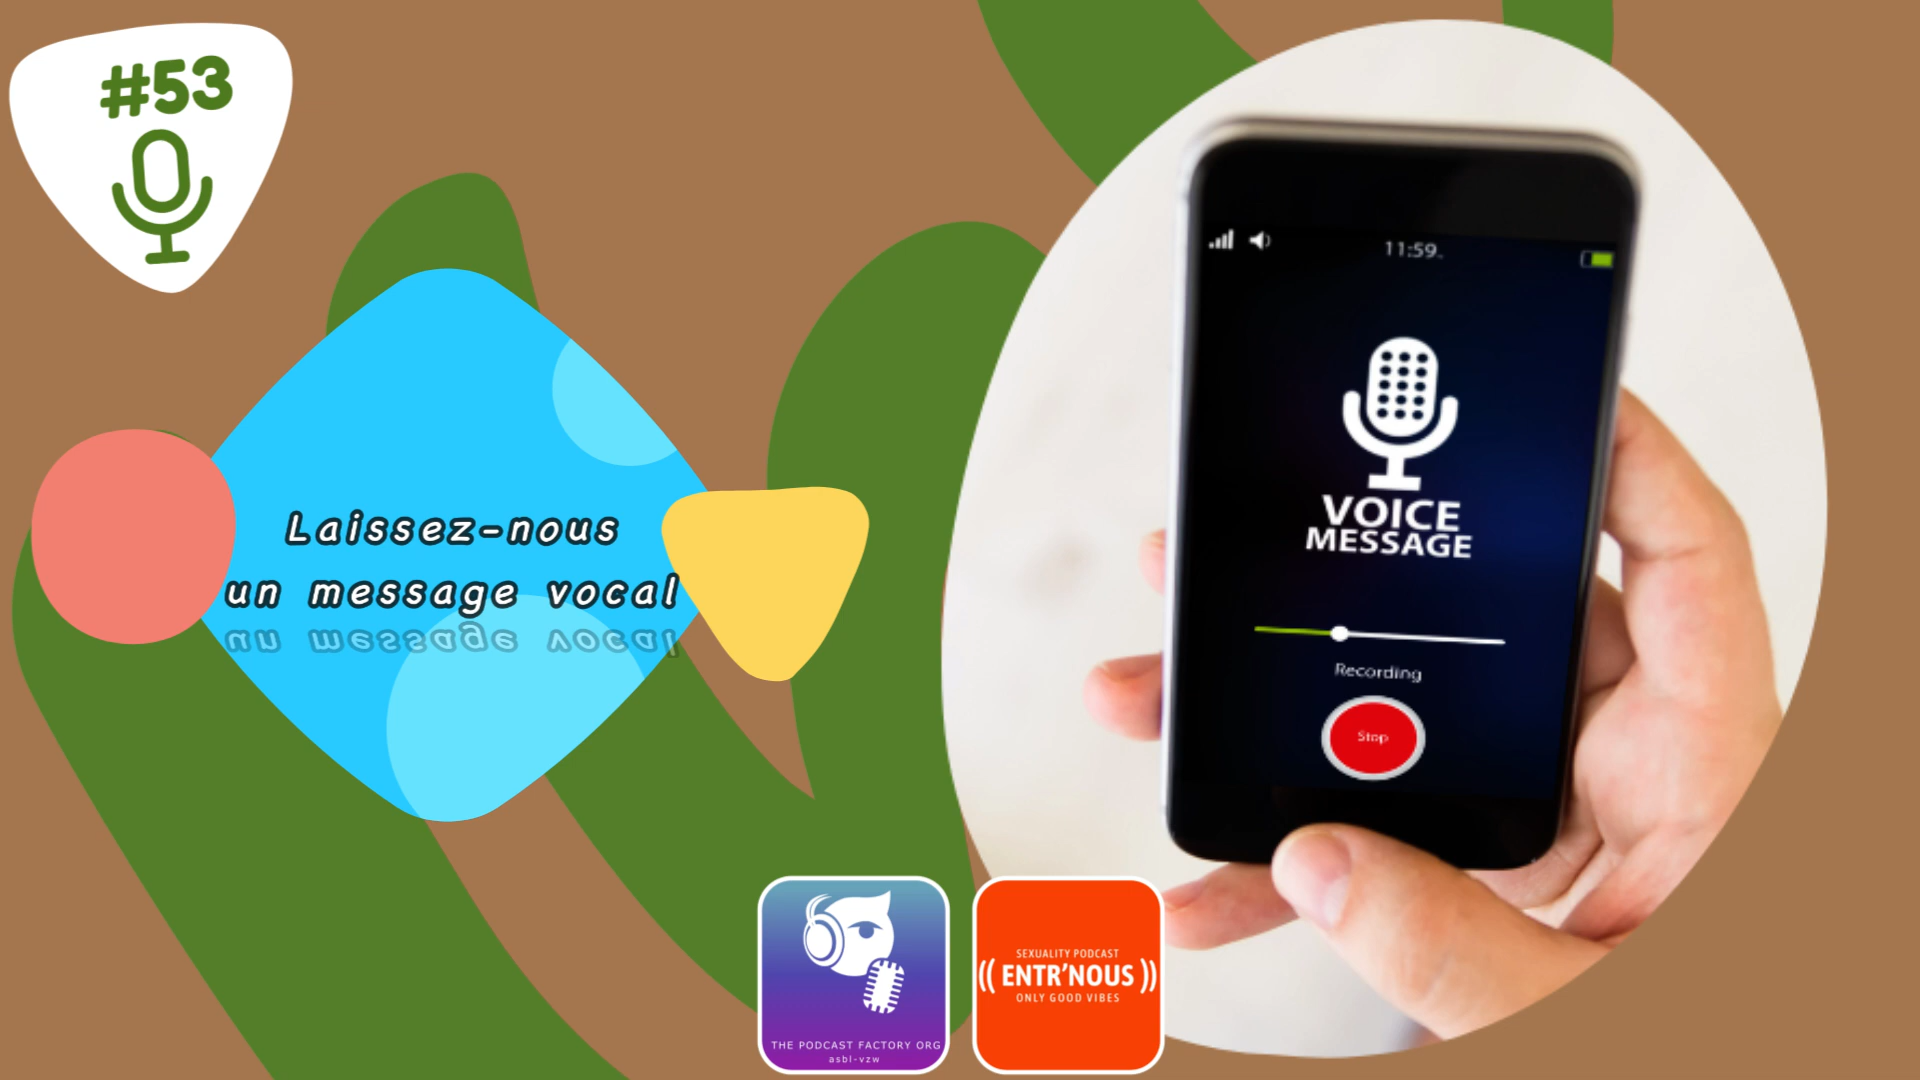 #53
Laissez-nous
un message vocal
11:59
VOICE
MESSAGE
Recording
Stop
THE PODCAST FACTORY ORG
asbl-vzw
SEXUALITY PODCAST
(( ENTR'NOUS ))
ONLY GOOD VIBES